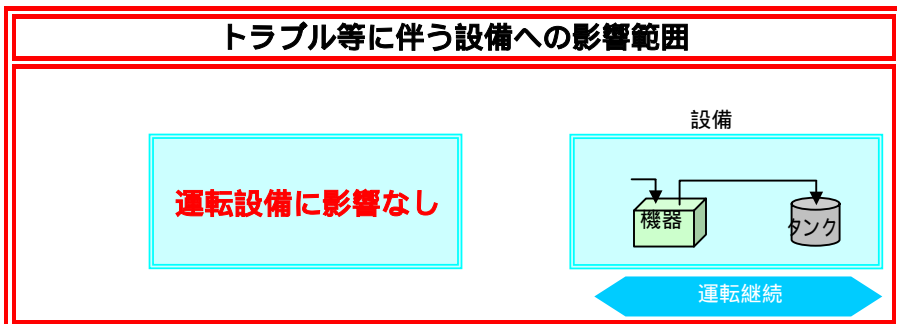 トラブル等に伴う設備への影響範囲
設備
運転設備に影響なし
機器
タンク
運転継続